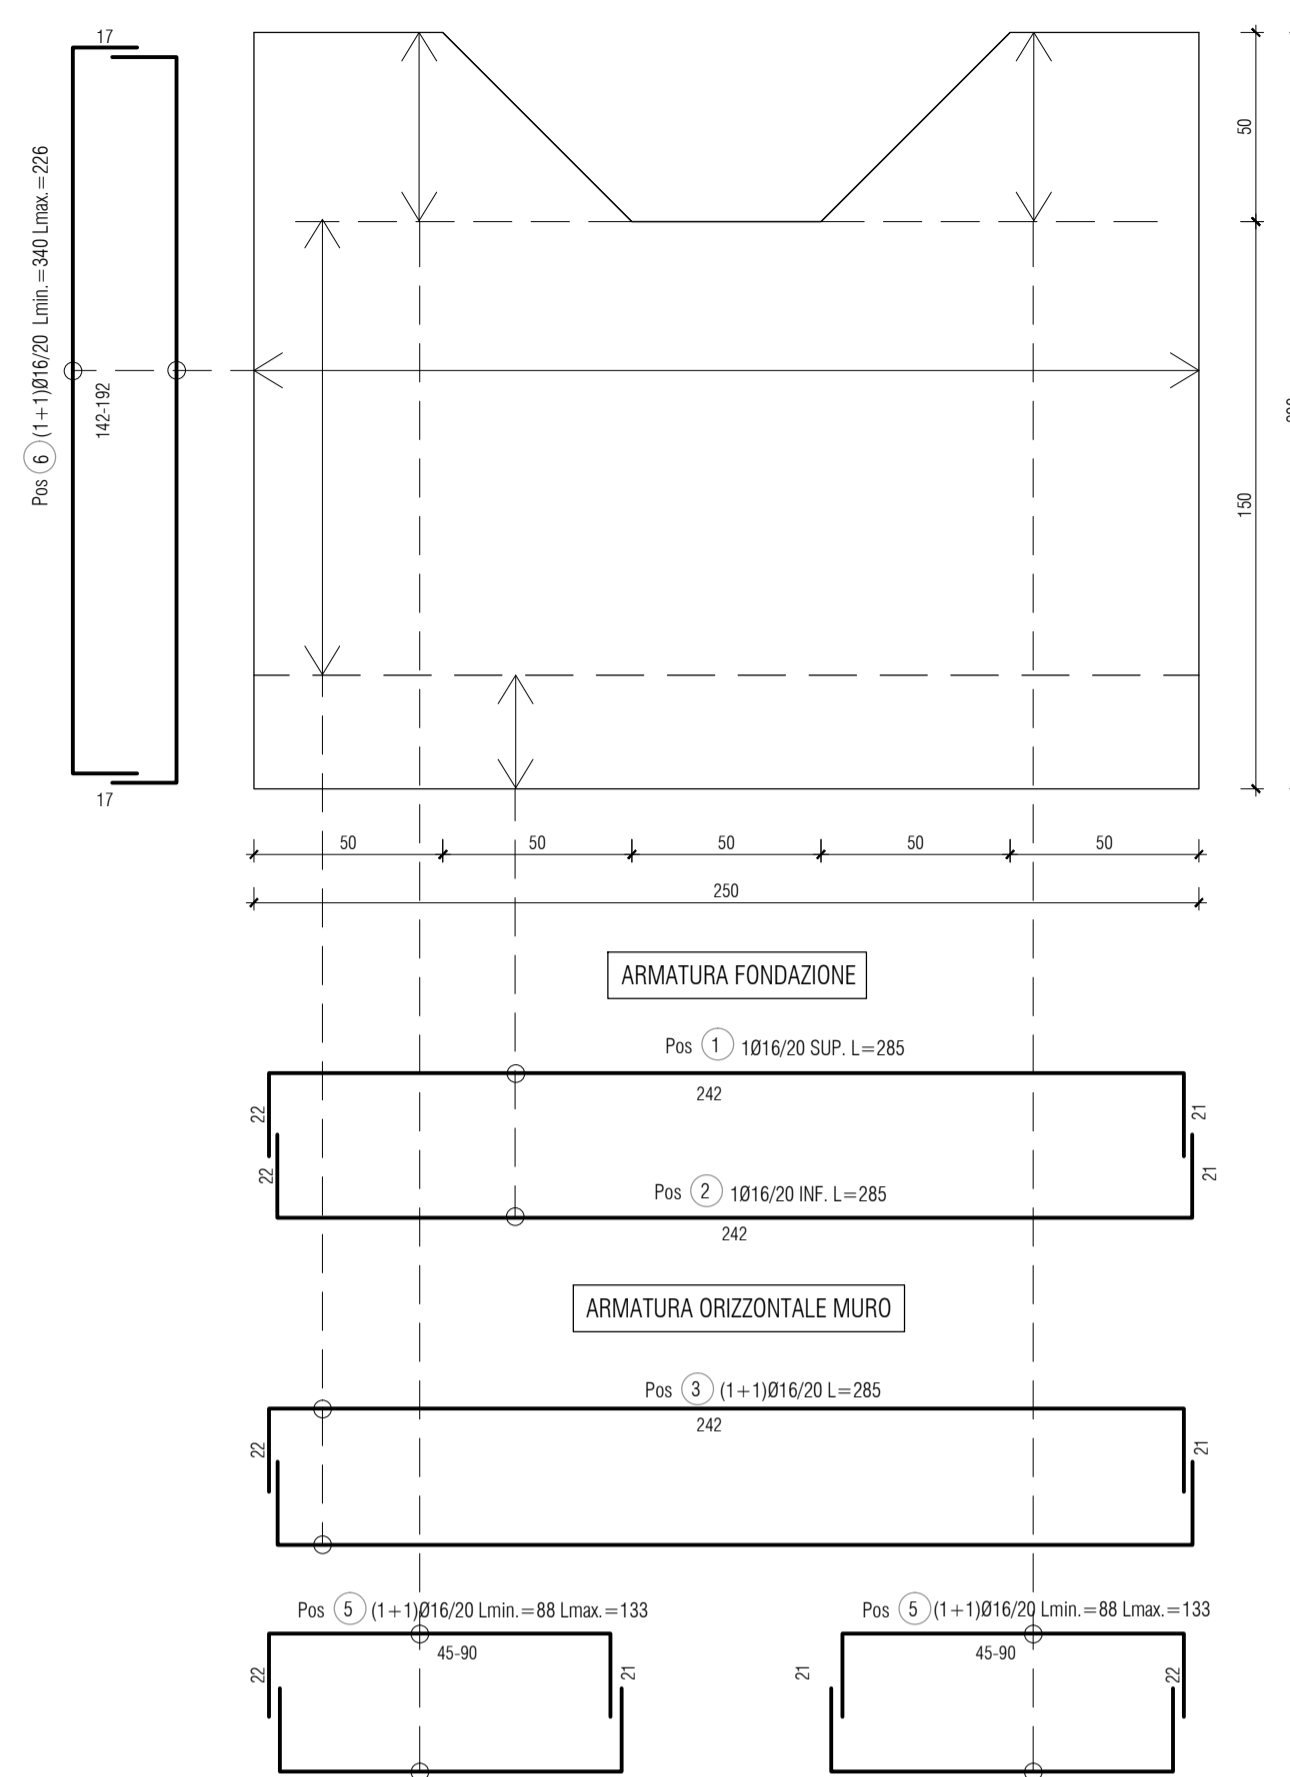 17
Pos 6 (1+1)Ø16/20 Lmin.=340 Lmax.=226
142-192
17
50
150
50 50 50 50 50
250
ARMATURA FONDAZIONE
Pos 1 1Ø16/20 SUP. L=285
22
242
21
22
Pos 2 1Ø16/20 INF. L=285
21
242
ARMATURA ORIZZONTALE MURO
Pos 3 (1+1)Ø16/20 L=285
22
242
21
Pos 5 (1+1)Ø16/20 Lmin.=88 Lmax.=133
Pos 5 (1+1)Ø16/20 Lmin.=88 Lmax.=133
22
45-90
21
21
45-90
22